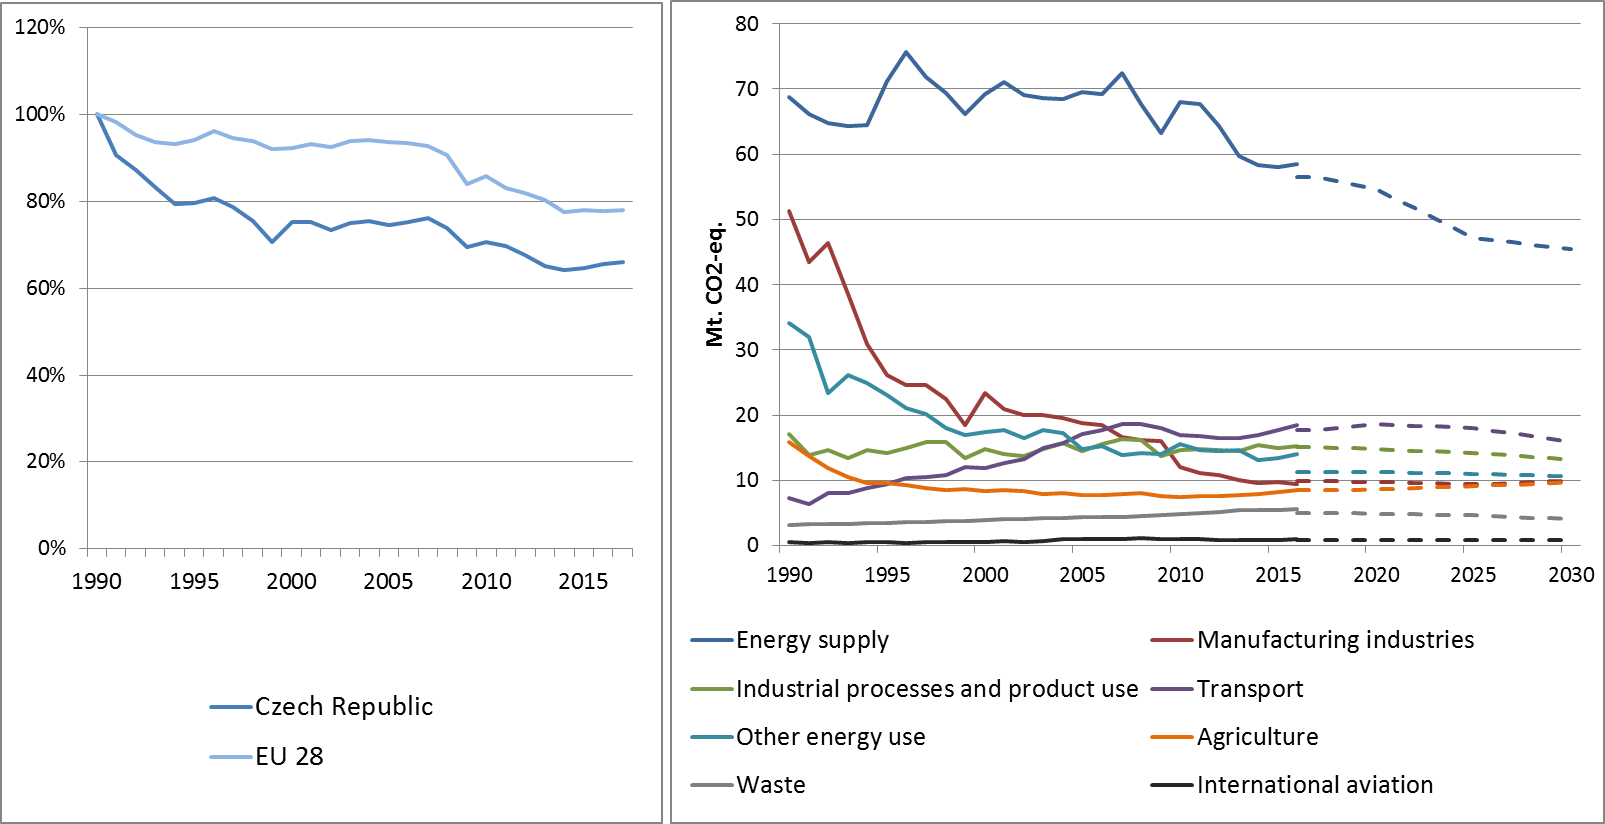 120%
100%
80%
60%
40%
20%
0%
1990 1995 2000 2005 2010 2015
Czech Republic
EU 28
Mt. CO2-eq.
80
70
60
50
40
30
20
10
0
1990 1995 2000 2005 2010 2015 2020 2025 2030
Energy supply
Manufacturing industries
Industrial processes and product use
Transport
Other energy use
Agriculture
Waste
International aviation